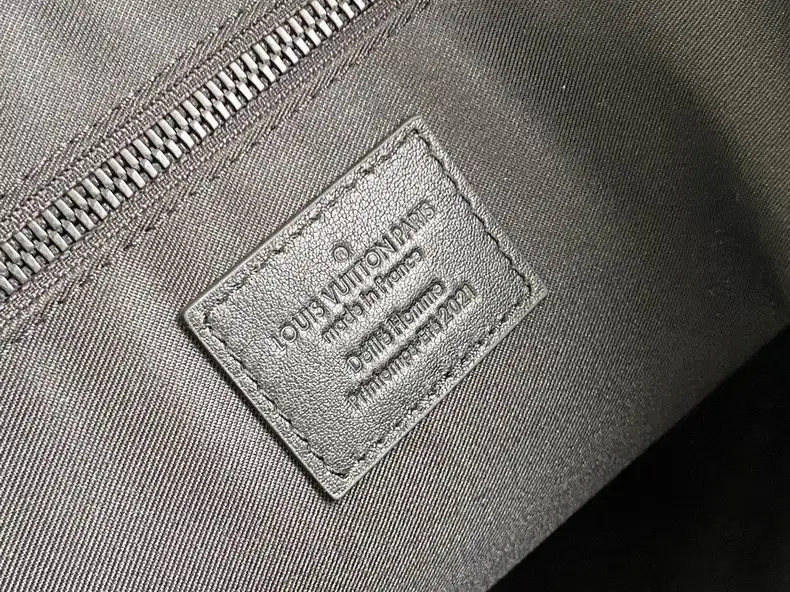 LOUIS VUITTON PARIS
made in france
Défilé Homme
Printemps-été 2021